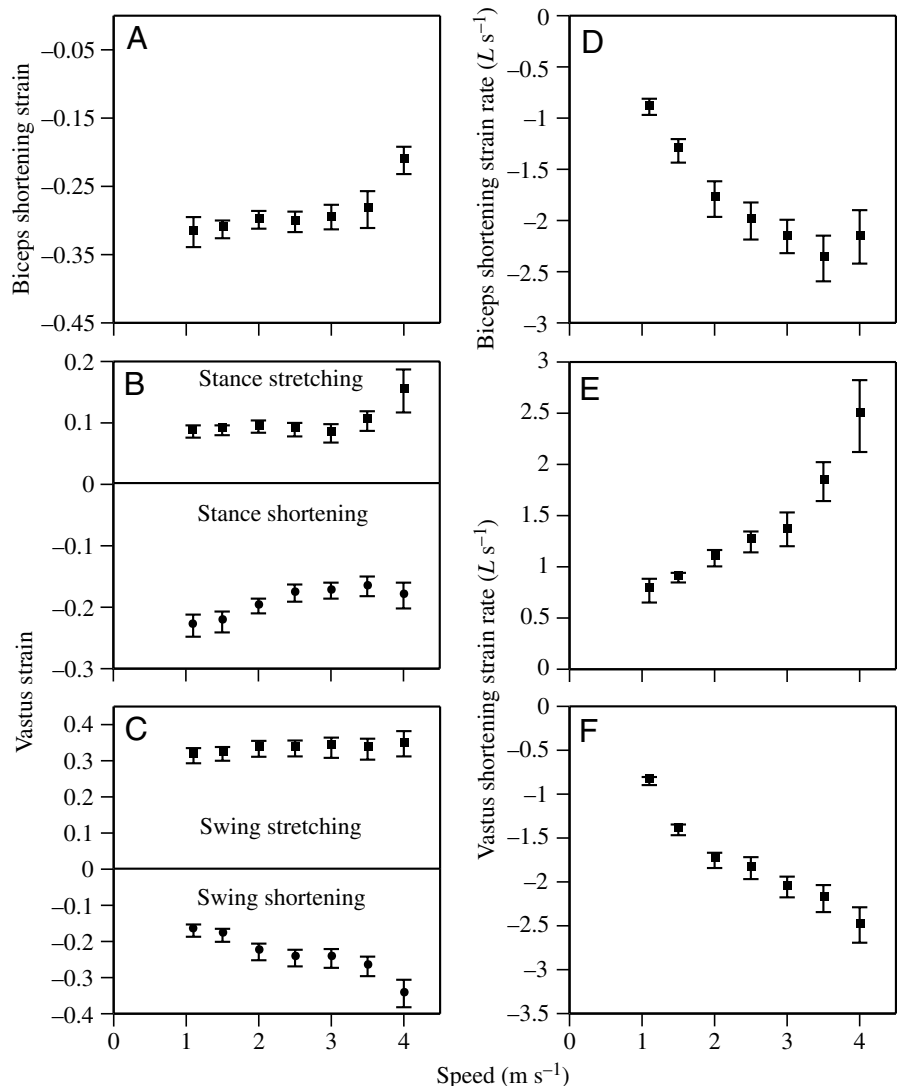 A
Biceps shortening strain
–0.05
–0.15
–0.25
–0.35
–0.45
B
Stance stretching
Stance shortening
0.2
0.1
0
–0.1
–0.2
–0.3
Vastus strain
C
Swing stretching
Swing shortening
0.4
0.3
0.3
0.1
0
–0.1
–0.2
–0.3
–0.4
0 1 2 3 4
D
Biceps shortening strain rate (L s⁻¹)
0
–0.5
–1
–1.5
–2
–2.5
–3
E
3
2.5
2
1.5
1
0.5
0
Vastus shortening strain rate (L s⁻¹)
F
0
–0.5
–1
–1.5
–2
–2.5
–3
–3.5
0 1 2 3 4
Speed (m s⁻¹)